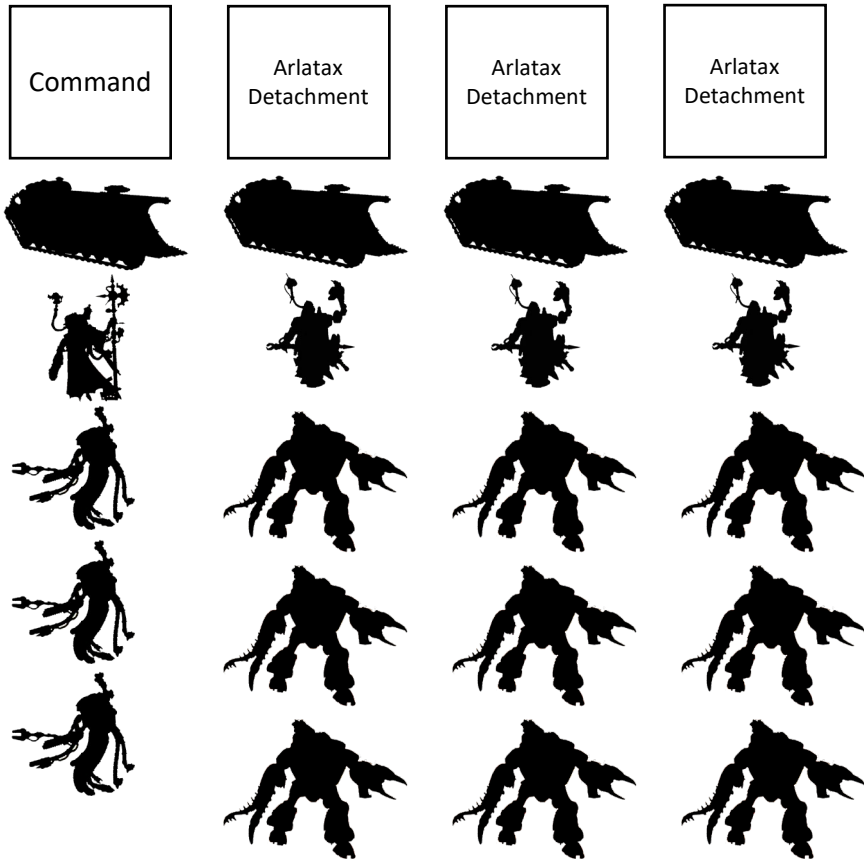 Command
Arlatax
Detachment
Arlatax
Detachment
Arlatax
Detachment